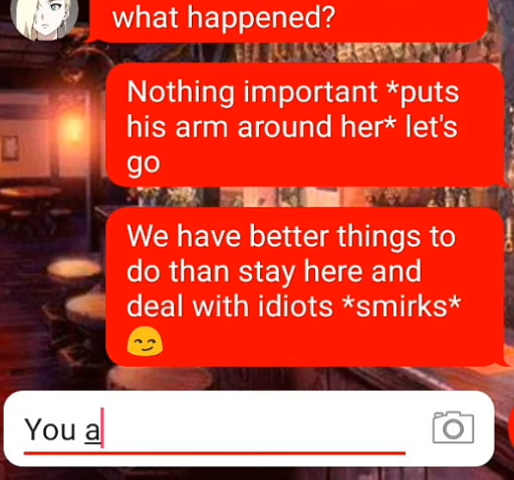 what happened?
Nothing important *puts
his arm around her* let's
go
We have better things to
do than stay here and
deal with idiots *smirks*
😏
You a